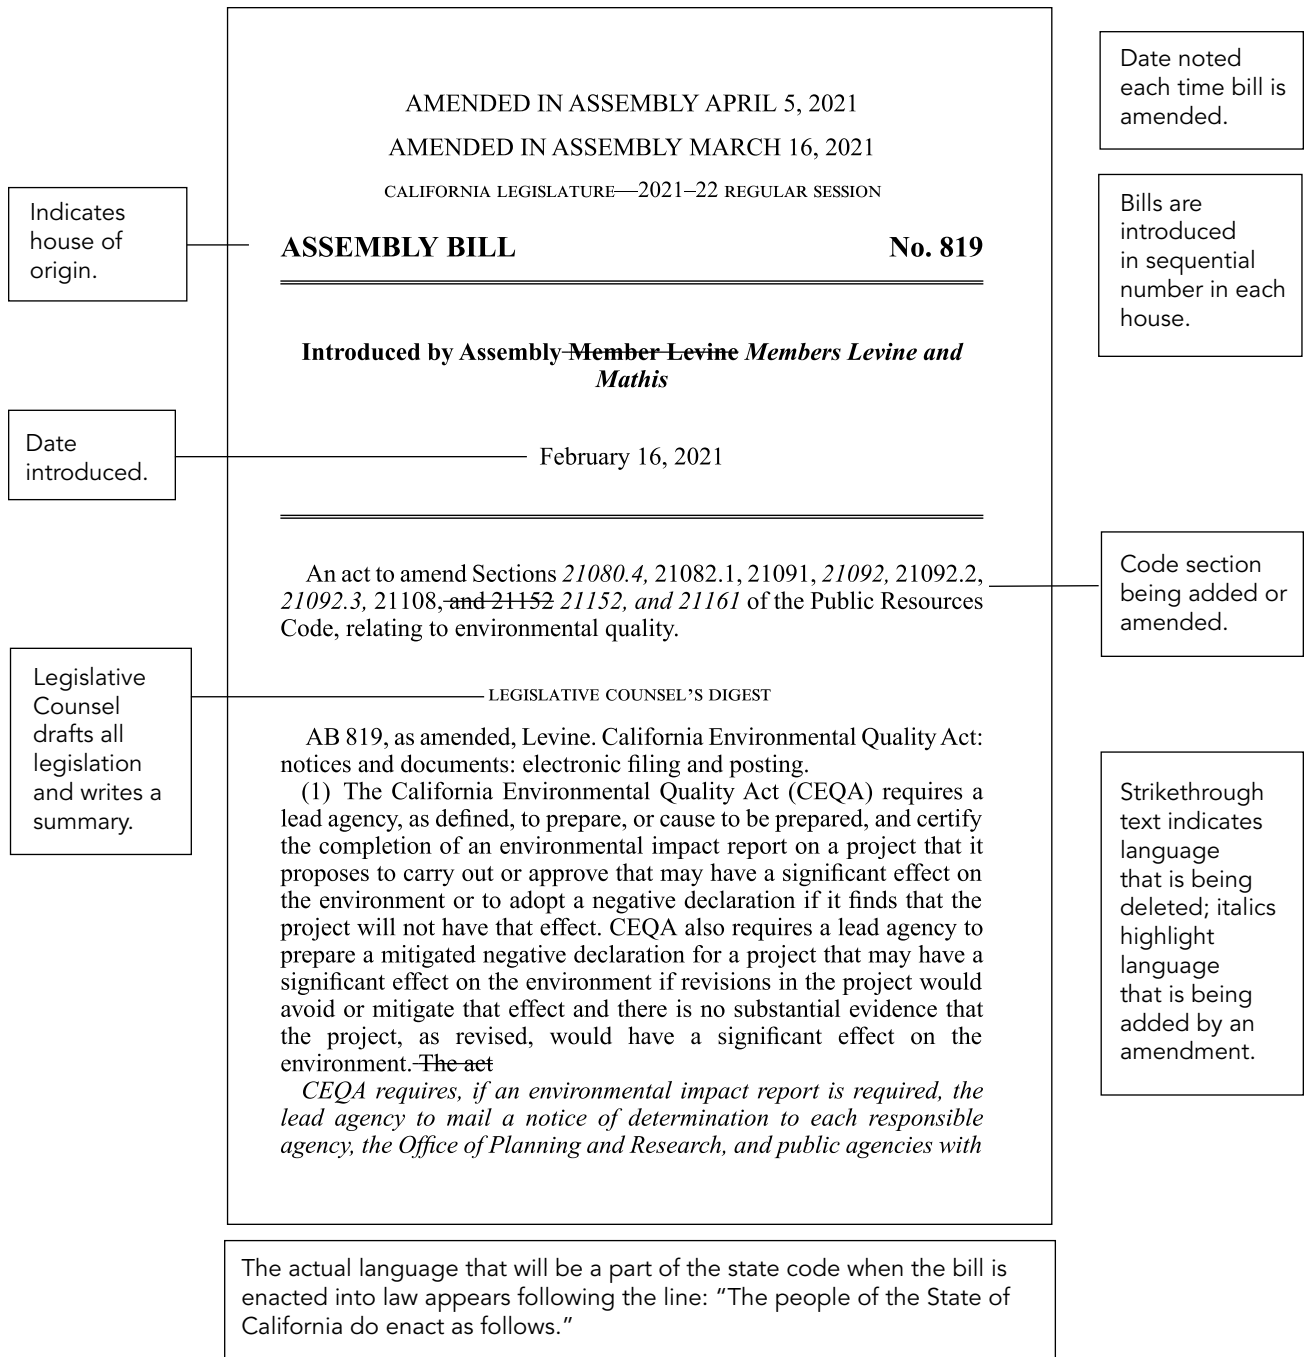 AMENDED IN ASSEMBLY APRIL 5, 2021
AMENDED IN ASSEMBLY MARCH 16, 2021
CALIFORNIA LEGISLATURE—2021–22 REGULAR SESSION
ASSEMBLY BILL No. 819
Introduced by Assembly Member Levine Members Levine and
Mathis
February 16, 2021
An act to amend Sections 21080.4, 21082.1, 21091, 21092, 21092.2,
21092.3, 21108, and 21152 21152, and 21161 of the Public Resources
Code, relating to environmental quality.
LEGISLATIVE COUNSEL’S DIGEST
AB 819, as amended, Levine. California Environmental Quality Act:
notices and documents: electronic filing and posting.
(1) The California Environmental Quality Act (CEQA) requires a
lead agency, as defined, to prepare, or cause to be prepared, and certify
the completion of an environmental impact report on a project that it
proposes to carry out or approve that may have a significant effect on
the environment or to adopt a negative declaration if it finds that the
project will not have that effect. CEQA also requires a lead agency to
prepare a mitigated negative declaration for a project that may have a
significant effect on the environment if revisions in the project would
avoid or mitigate that effect and there is no substantial evidence that
the project, as revised, would have a significant effect on the
environment. The act
CEQA requires, if an environmental impact report is required, the
lead agency to mail a notice of determination to each responsible
agency, the Office of Planning and Research, and public agencies with
Indicates
house of
origin.
Date
introduced.
Legislative
Counsel
drafts all
legislation
and writes a
summary.
Date noted
each time bill is
amended.
Bills are
introduced
in sequential
number in each
house.
Code section
being added or
amended.
Strikethrough
text indicates
language
that is being
deleted; italics
highlight
language
that is being
added by an
amendment.
The actual language that will be a part of the state code when the bill is
enacted into law appears following the line: “The people of the State of
California do enact as follows.”